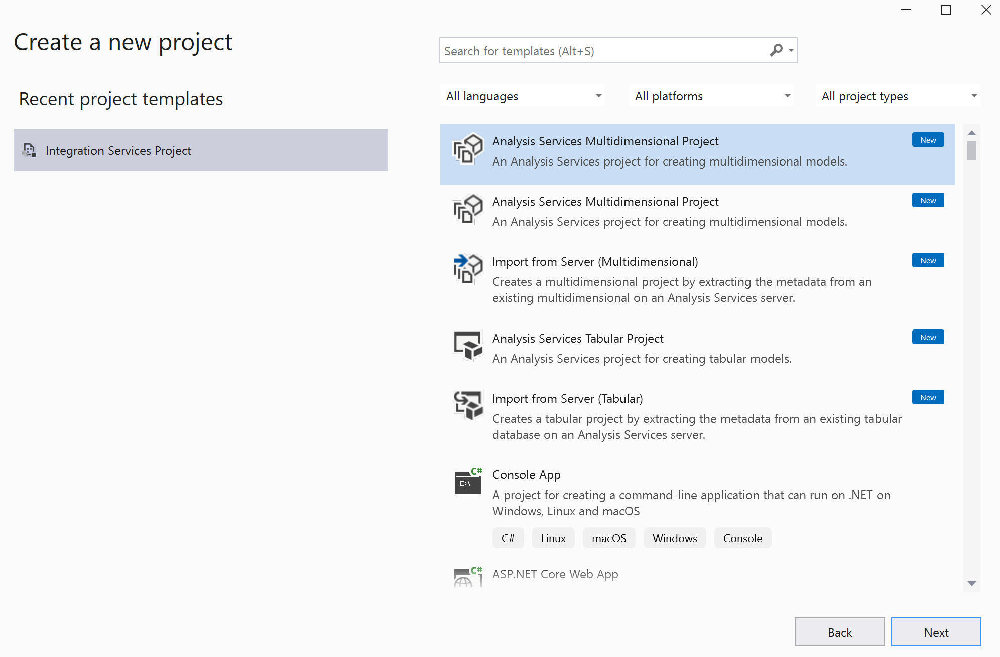 Create a new project
Search for templates (Alt+S)
Recent project templates
All languages
All platforms
All project types
Integration Services Project
Analysis Services Multidimensional Project
New
An Analysis Services project for creating multidimensional models.
Analysis Services Multidimensional Project
New
An Analysis Services project for creating multidimensional models.
Import from Server (Multidimensional)
New
Creates a multidimensional project by extracting the metadata from an
existing multidimensional on an Analysis Services server.
Analysis Services Tabular Project
New
An Analysis Services project for creating tabular models.
Import from Server (Tabular)
New
Creates a tabular project by extracting the metadata from an existing tabular
database on an Analysis Services server.
C#
C:\
Console App
A project for creating a command-line application that can run on .NET on
Windows, Linux and macOS
C#
Linux
macOS
Windows
Console
C#
ASP.NET Core Web App
Back
Next